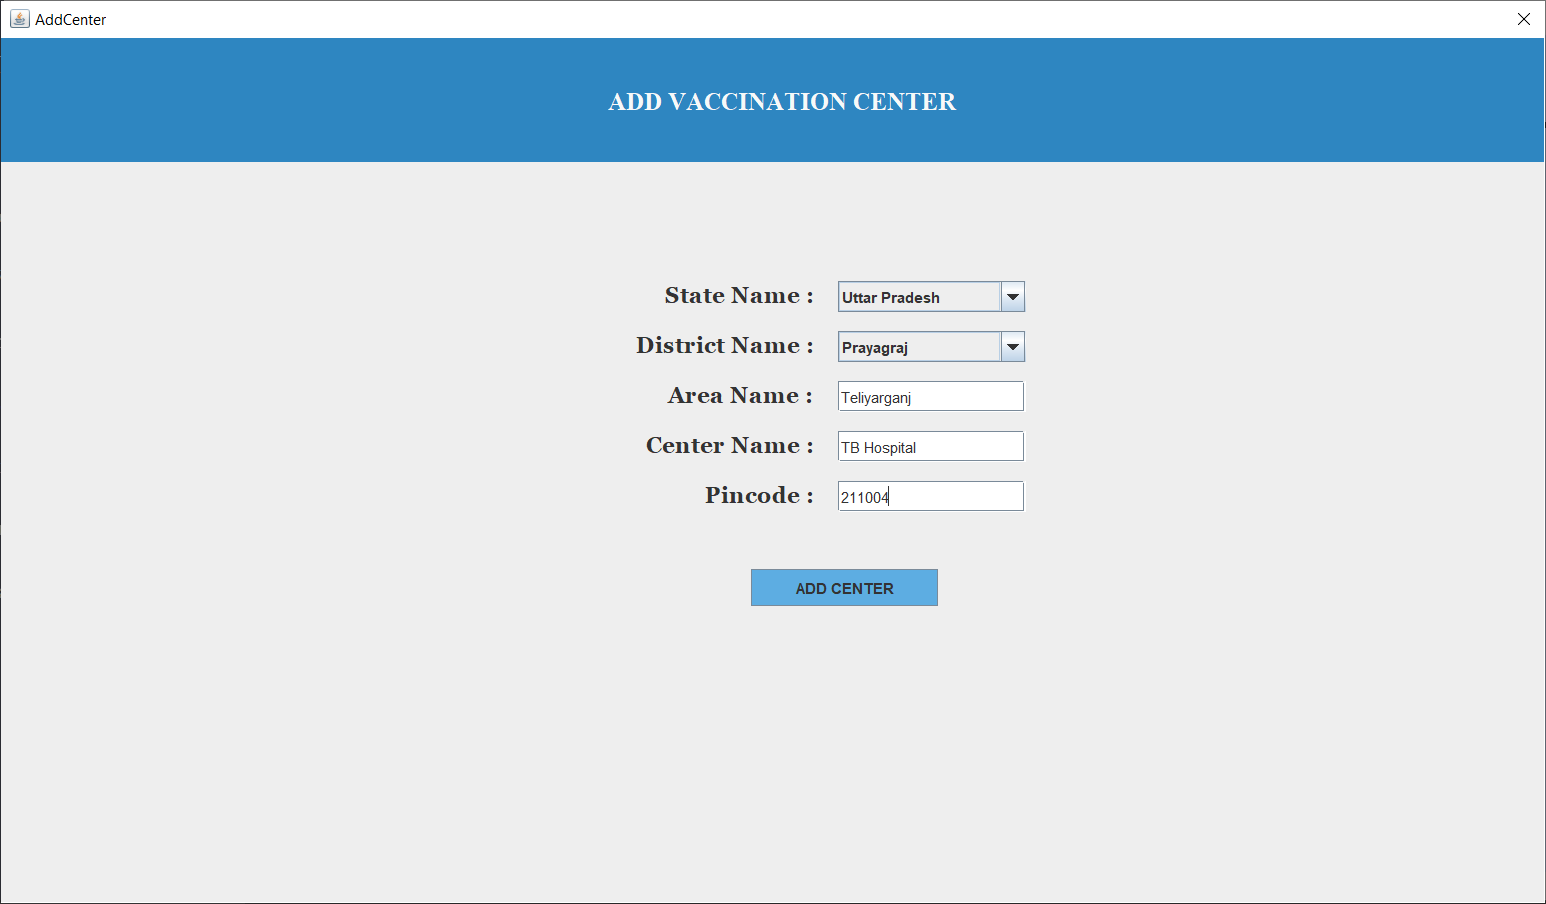 AddCenter
ADD VACCINATION CENTER
State Name : Uttar Pradesh
District Name : Prayagraj
Area Name : Teliyarganj
Center Name : TB Hospital
Pincode : 211004
ADD CENTER